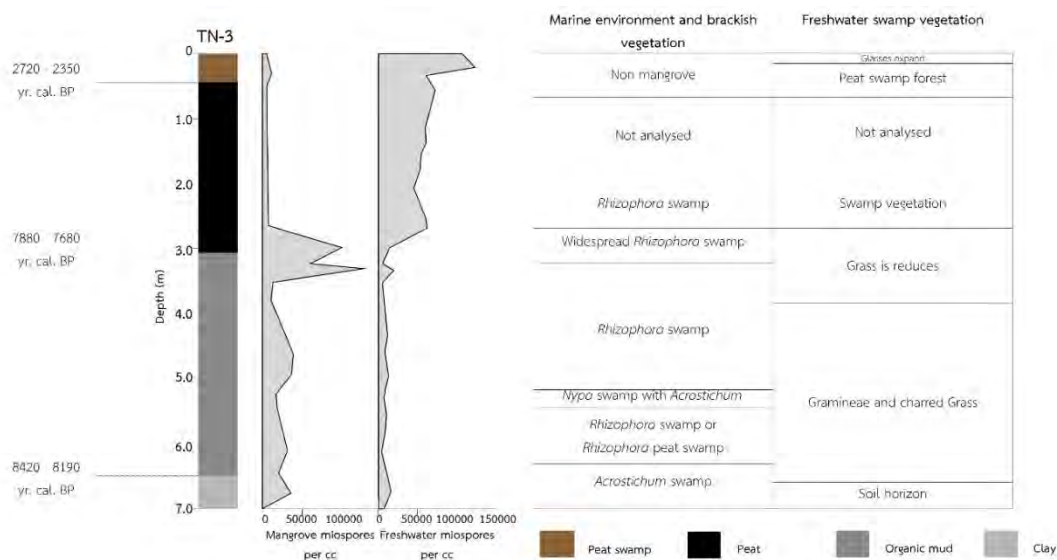 Marine environment and brackish
vegetation
Freshwater swamp vegetation
TN-3
0
2720 2350
yr. cal. BP
1.0
2.0
7880 7680
yr. cal. BP
3.0
Depth (m)
4.0
5.0
6.0
8420 8190
yr. cal. BP
7.0
0
50000
100000
Mangrove miospores
per cc
0
50000
100000
150000
Freshwater miospores
per cc
Non mangrove
Not analysed
Rhizophora swamp
Widespread Rhizophora swamp
Rhizophora swamp
Nypa swamp with Acrostichum
Rhizophora swamp or
Rhizophora peat swamp
Acrostichum swamp
Peat swamp forest
Not analysed
Swamp vegetation
Grass is reduces
Gramineae and charred Grass
Soil horizon
Peat swamp
Peat
Organic mud
Clay